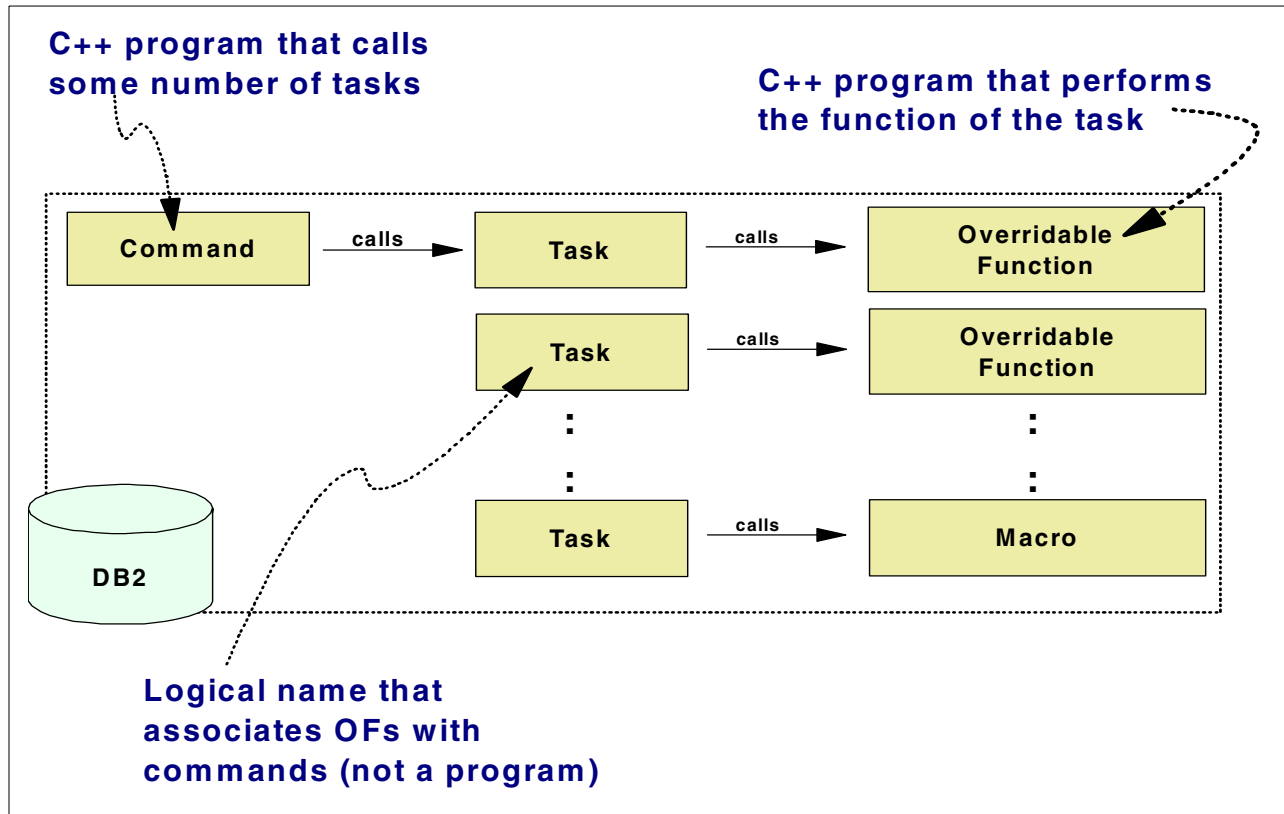 C++ program that calls
some number of tasks
C++ program that performs
the function of the task
Command
calls
Task
calls
Overridable
Function
Task
calls
Overridable
Function
:
:
:
:
Task
calls
Macro
DB2
Logical name that
associates OFs with
commands (not a program)